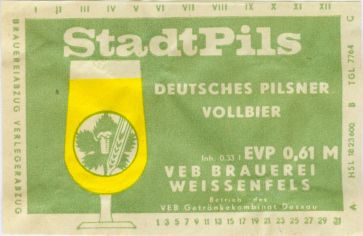 I II III IV V VI VII VIII IX X XI XII
StadtPils
DEUTSCHES PILSNER
VOLLBIER
Inh. 0,33 l EVP 0,61 M
VEB BRAUEREI
WEISSENFELS
Betrieb des
VEB Getränkekombinat Dessau
1 3 5 7 9 11 13 15 17 19 21 23 25 27 29 31
BRAUEREIABZUG VERLEGERABZUG
A HSL 1823600 B TGL 7764 C